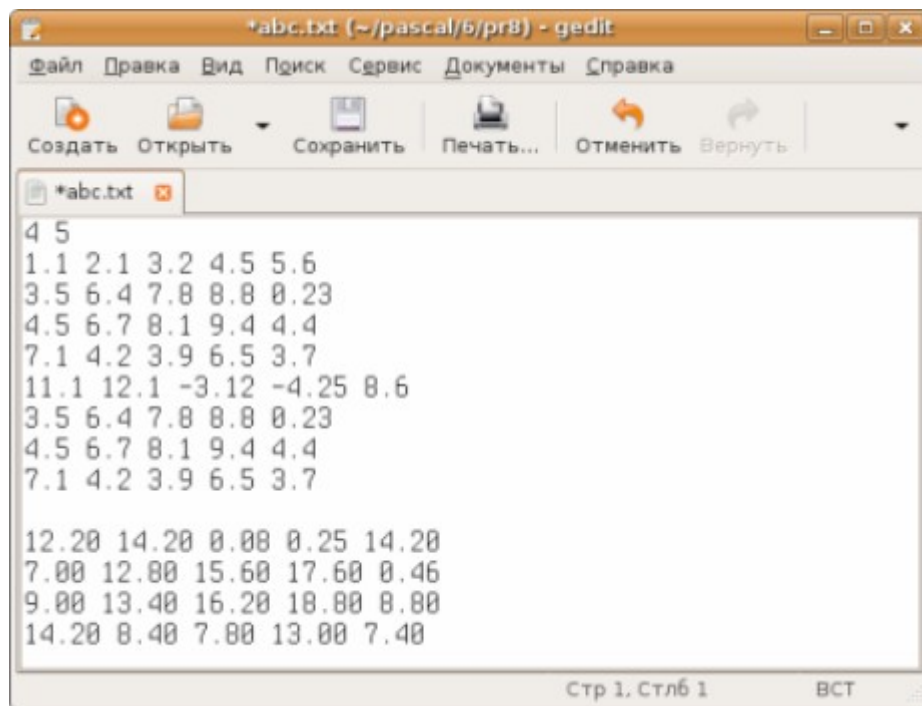 *abc.txt (~/pascal/6/pr8) - gedit
Файл Правка Вид Поиск Сервис Документы Справка
Создать Открыть Сохранить Печать... Отменить Вернуть
*abc.txt
4 5
1.1 2.1 3.2 4.5 5.6
3.5 6.4 7.8 8.8 0.23
4.5 6.7 8.1 9.4 4.4
7.1 4.2 3.9 6.5 3.7
11.1 12.1 -3.12 -4.25 8.6
3.5 6.4 7.8 8.8 0.23
4.5 6.7 8.1 9.4 4.4
7.1 4.2 3.9 6.5 3.7
12.20 14.20 0.08 0.25 14.20
7.00 12.80 15.60 17.60 0.46
9.00 13.40 16.20 18.80 8.80
14.20 8.40 7.80 13.00 7.40
Стр 1, Стлб 1 ВСТ